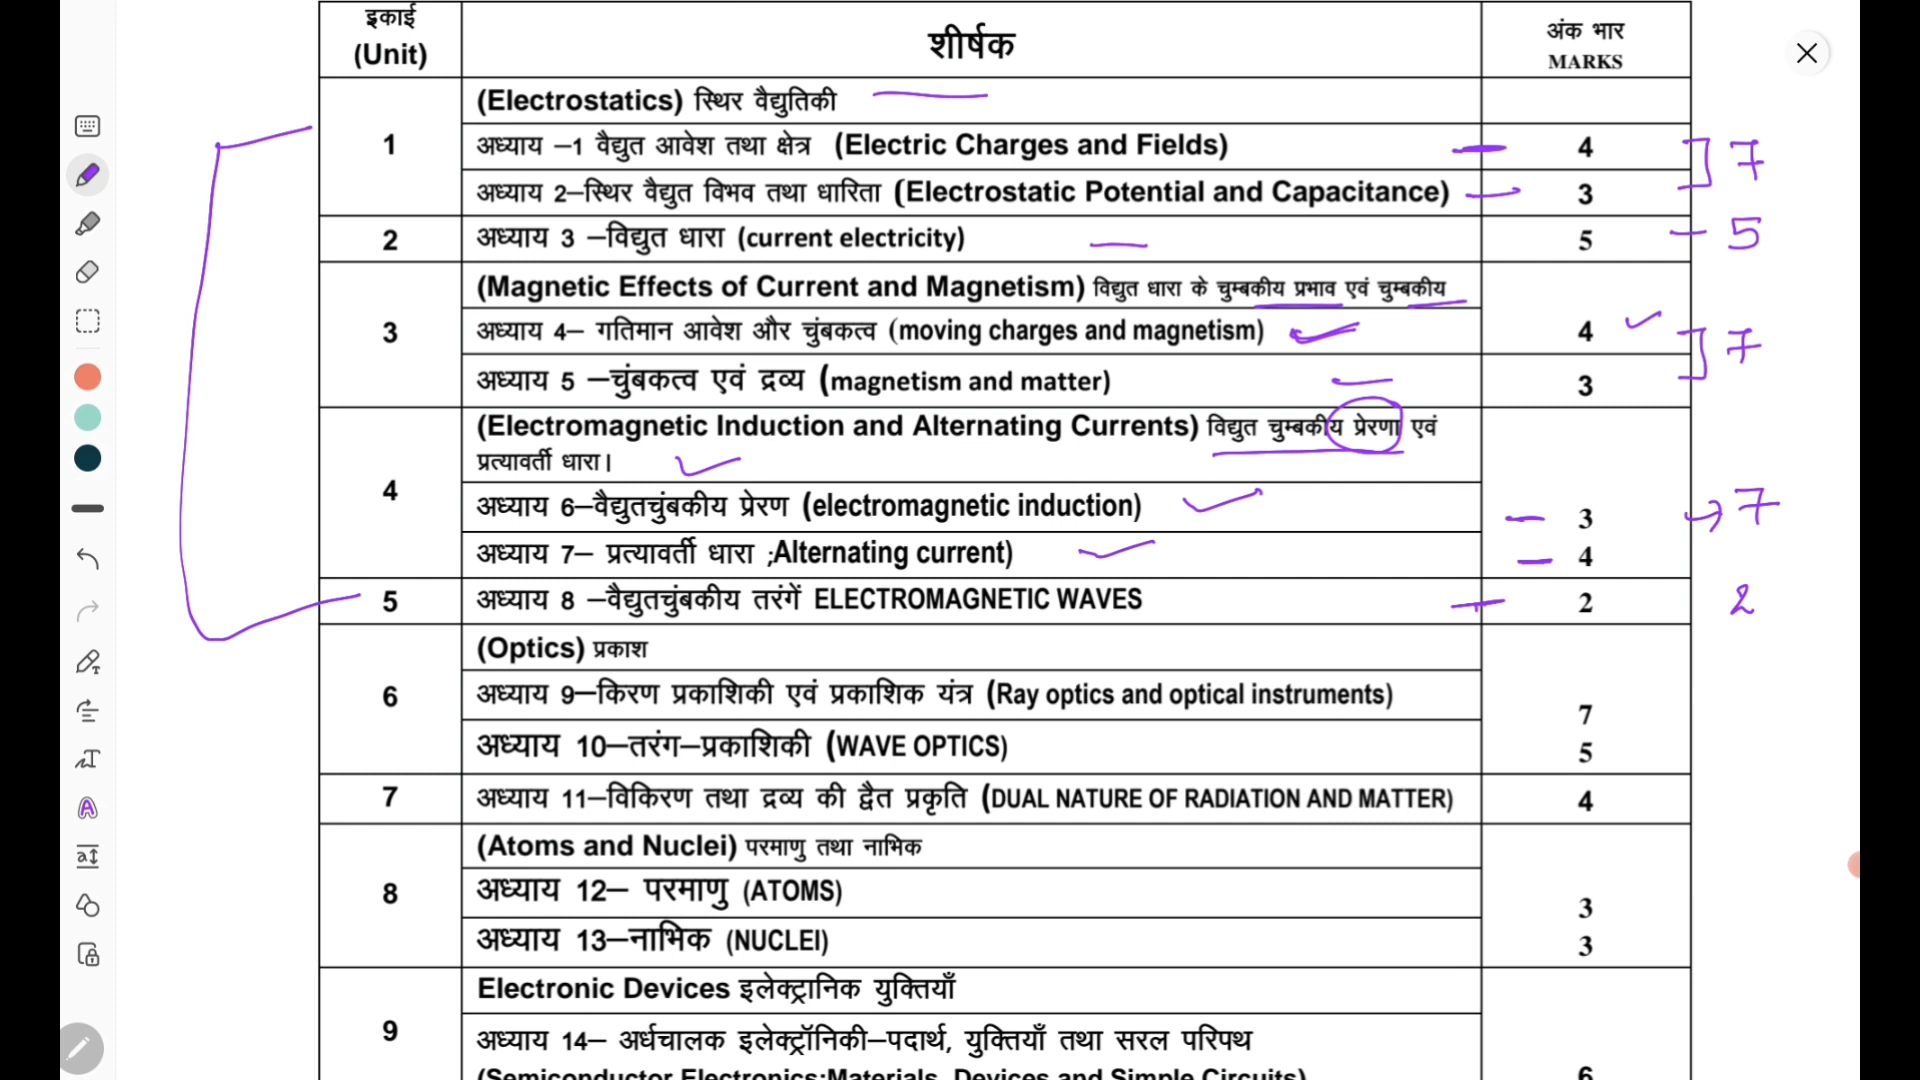 इकाई
(Unit)
शीर्षक
अंक भार
MARKS
1
(Electrostatics) स्थिर वैद्युतिकी
अध्याय –1 वैद्युत आवेश तथा क्षेत्र (Electric Charges and Fields)
4
7
अध्याय 2–स्थिर वैद्युत विभव तथा धारिता (Electrostatic Potential and Capacitance)
3
2
अध्याय 3 –विद्युत धारा (current electricity)
5
5
3
(Magnetic Effects of Current and Magnetism) विद्युत धारा के चुम्बकीय प्रभाव एवं चुम्बकीय
अध्याय 4– गतिमान आवेश और चुंबकत्व (moving charges and magnetism)
4
7
अध्याय 5 –चुंबकत्व एवं द्रव्य (magnetism and matter)
3
4
(Electromagnetic Induction and Alternating Currents) विद्युत चुम्बकीय प्रेरणा एवं
प्रत्यावर्ती धारा।
अध्याय 6–वैद्युतचुंबकीय प्रेरण (electromagnetic induction)
3
7
अध्याय 7– प्रत्यावर्ती धारा ;Alternating current)
4
5
अध्याय 8 –वैद्युतचुंबकीय तरंगें ELECTROMAGNETIC WAVES
2
2
6
(Optics) प्रकाश
अध्याय 9–किरण प्रकाशिकी एवं प्रकाशिक यंत्र (Ray optics and optical instruments)
7
अध्याय 10–तरंग–प्रकाशिकी (WAVE OPTICS)
5
7
अध्याय 11–विकिरण तथा द्रव्य की द्वैत प्रकृति (DUAL NATURE OF RADIATION AND MATTER)
4
8
(Atoms and Nuclei) परमाणु तथा नाभिक
अध्याय 12– परमाणु (ATOMS)
3
अध्याय 13–नाभिक (NUCLEI)
3
9
Electronic Devices इलेक्ट्रानिक युक्तियाँ
अध्याय 14– अर्धचालक इलेक्ट्रॉनिकी–पदार्थ, युक्तियाँ तथा सरल परिपथ
(Semiconductor Electronics:Materials, Devices and Simple Circuits)
6